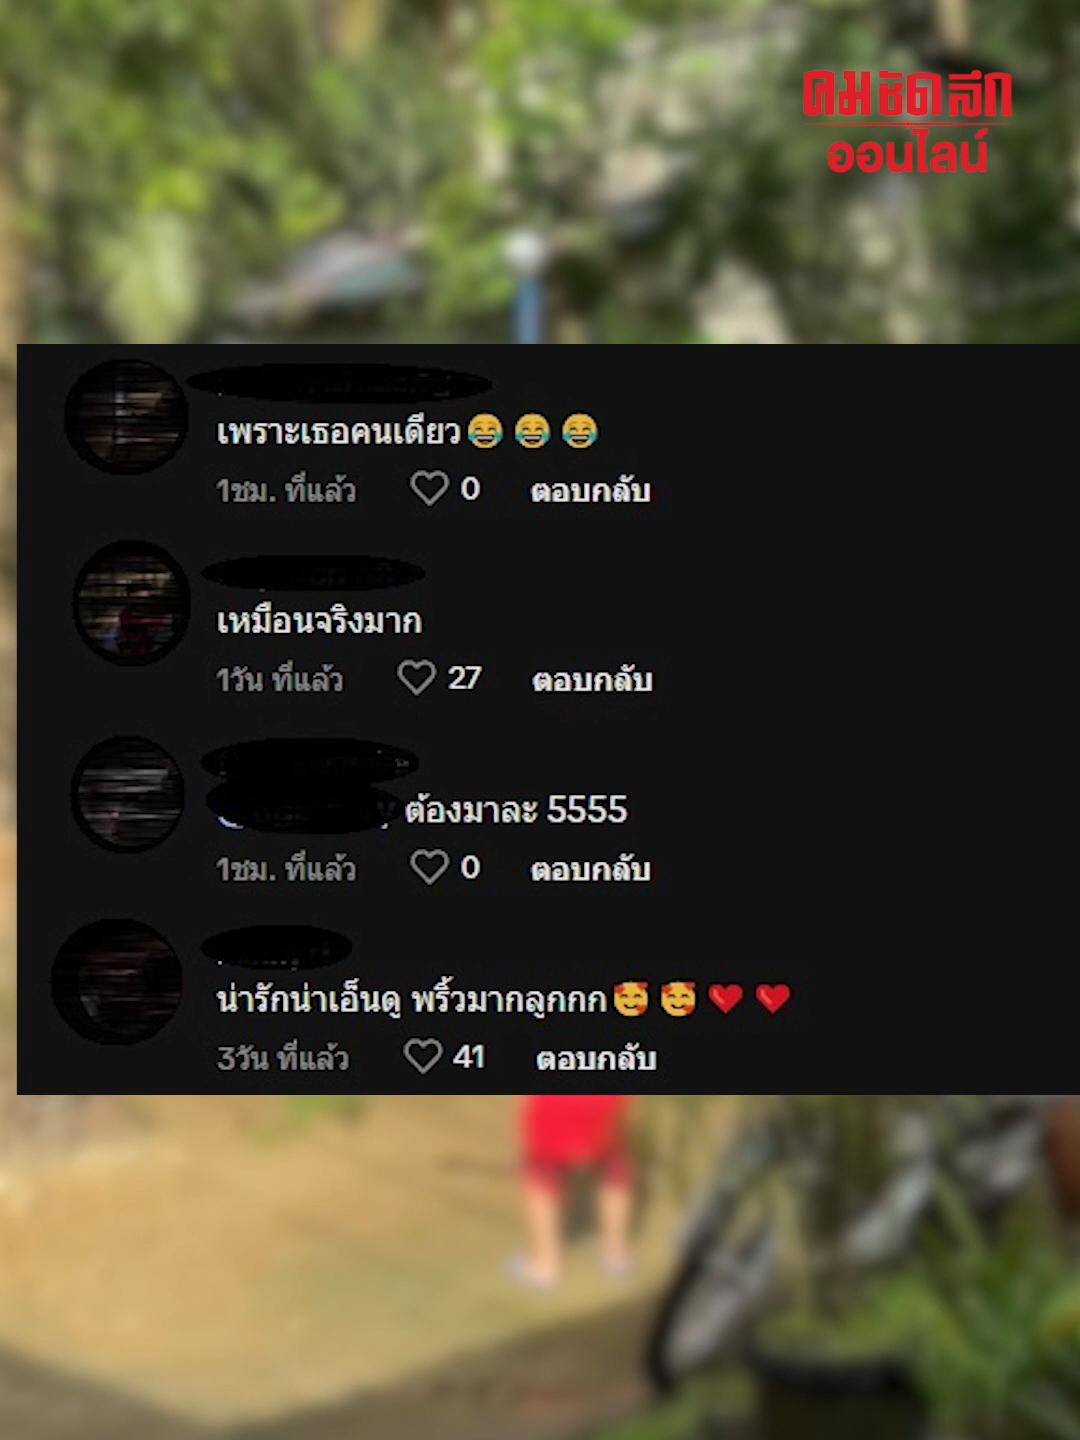 คมชัดลึก
ออนไลน์
เพราะเธอคนเดียว😂 😂 😂
1ชม. ที่แล้ว 0 ตอบกลับ
เหมือนจริงมาก
1วัน ที่แล้ว 27 ตอบกลับ
ต้องมาละ 5555
1ชม. ที่แล้ว 0 ตอบกลับ
น่ารักน่าเอ็นดู พริ้วมากลูกกก🥰 🥰 ❤️ ❤️
3วัน ที่แล้ว 41 ตอบกลับ